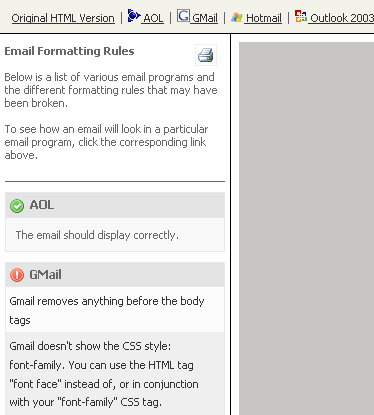 Original HTML Version | AOL | GMail | Hotmail | Outlook 2003
Email Formatting Rules
Below is a list of various email programs and
the different formatting rules that may have
been broken.
To see how an email will look in a particular
email program, click the corresponding link
above.
AOL
The email should display correctly.
GMail
Gmail removes anything before the body
tags
Gmail doesn't show the CSS style:
font-family. You can use the HTML tag
"font face" instead of, or in conjunction
with your "font-family" CSS tag.